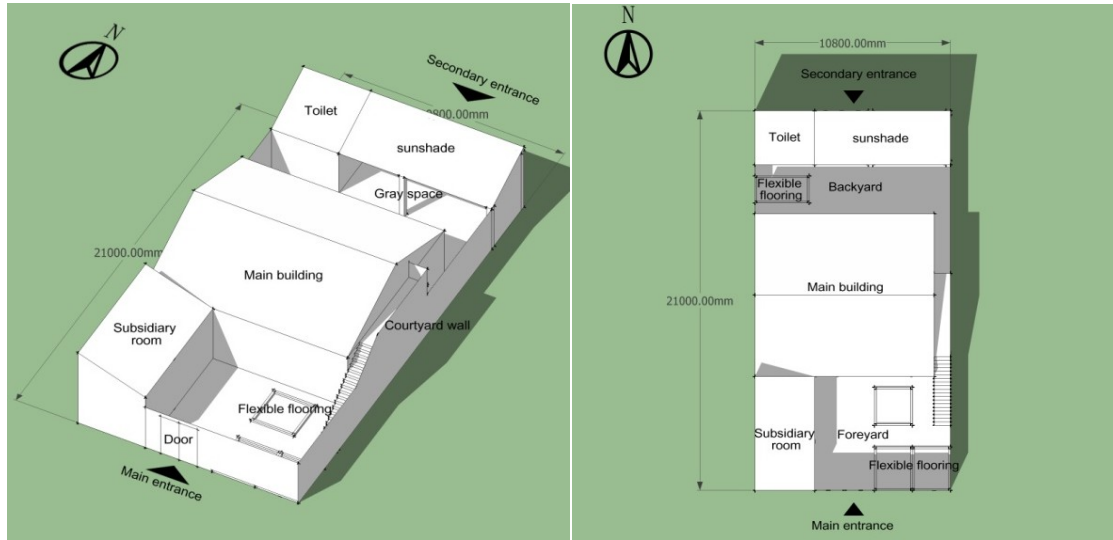 N
Secondary entrance
Toilet
sunshade
Gray space
21000.00mm
Main building
Subsidiary
room
Courtyard wall
Flexible flooring
Door
Main entrance
N
10800.00mm
Secondary entrance
Toilet
sunshade
Flexible
flooring
Backyard
21000.00mm
Main building
Subsidiary
room
Foreyard
Flexible flooring
Main entrance